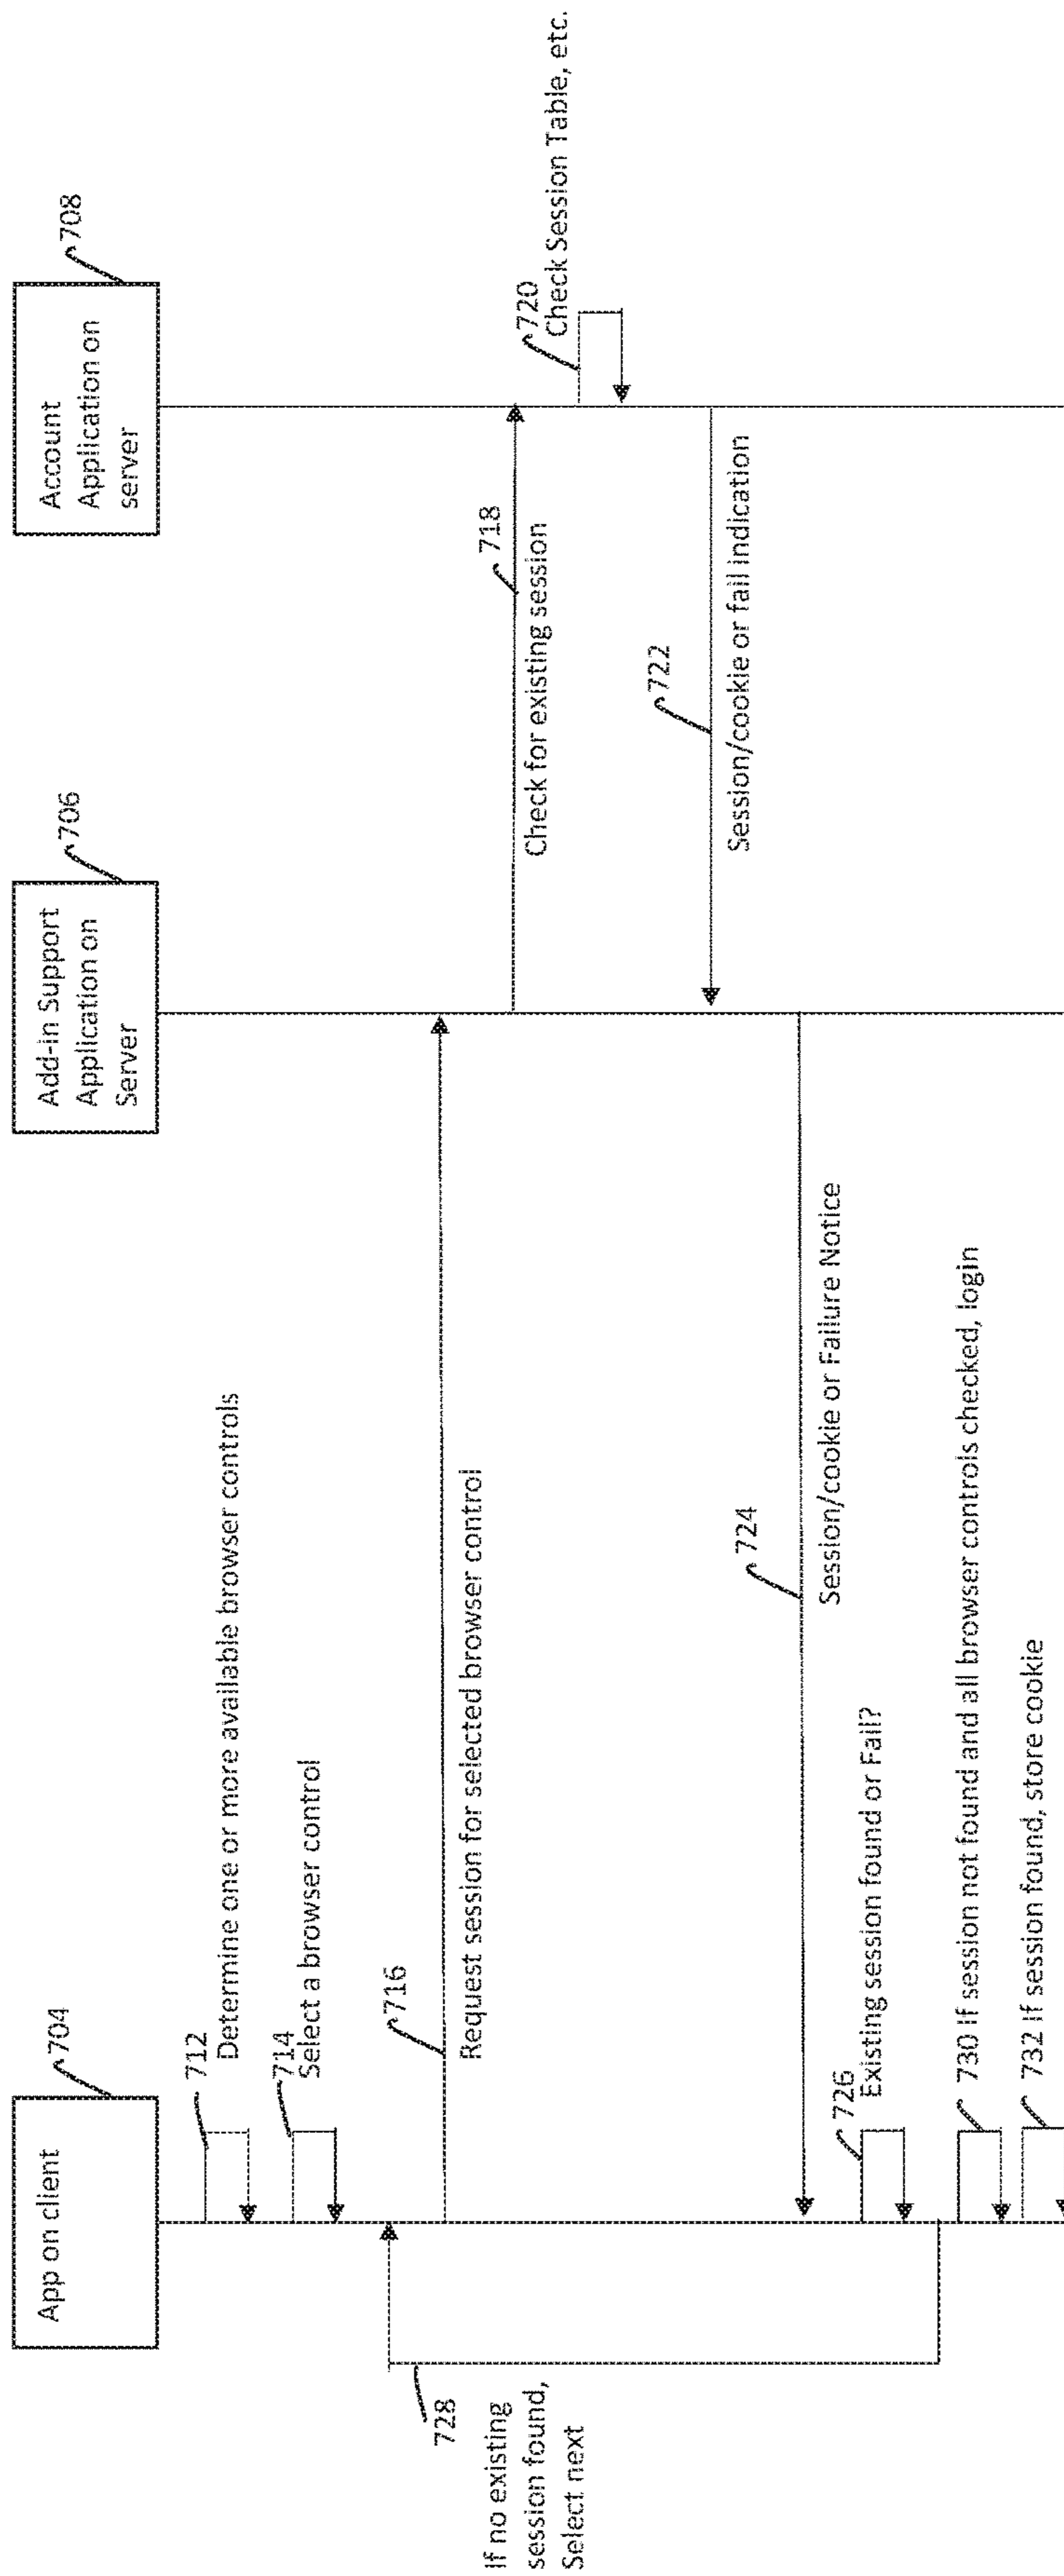 App on client
704
Add-in Support
Application on
Server
706
Account
Application on
server
708
712
Determine one or more available browser controls
714
Select a browser control
716
Request session for selected browser control
718
Check for existing session
720
Check Session Table, etc.
722
Session/cookie or fail indication
724
Session/cookie or Failure Notice
726
Existing session found or Fail?
728
If no existing
session found,
Select next
730 If session not found and all browser controls checked, login
732 If session found, store cookie